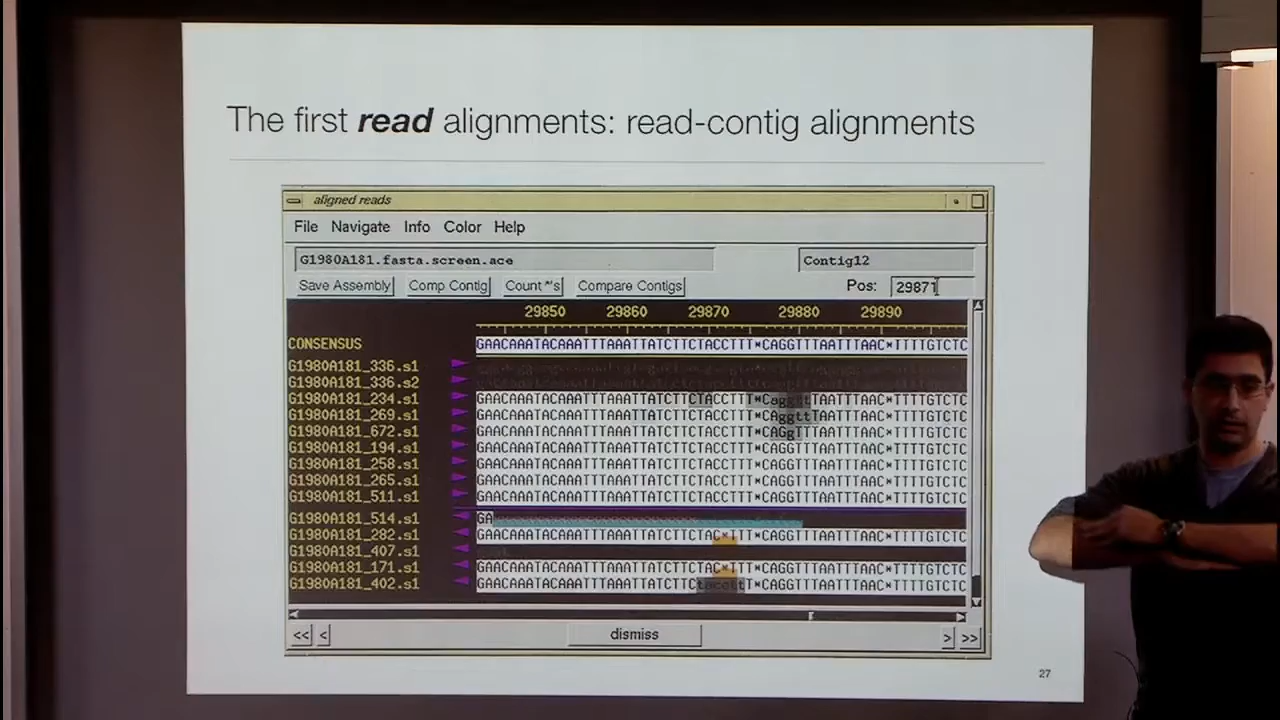 The first read alignments: read-contig alignments
aligned reads
File Navigate Info Color Help
G1980A181.fasta.screen.ace Contig12
Save Assembly Comp Contig Count *'s Compare Contigs Pos: 29871
29850 29860 29870 29880 29890
CONSENSUS GAACAAATACAAATTTAAATTATCTTCTACCTTT*CAGGTTTAATTTAAC*TTTTGTCTC
G1980A181_336.s1
G1980A181_336.s2
G1980A181_234.s1 GAACAAATACAAATTTAAATTATCTTCTACCTTT*CaggttTAATTTAAC*TTTTGTCTC
G1980A181_269.s1 GAACAAATACAAATTTAAATTATCTTCTACCTTT*CAggttTAATTTAAC*TTTTGTCTC
G1980A181_672.s1 GAACAAATACAAATTTAAATTATCTTCTACCTTT*CAGgTTTAATTTAAC*TTTTGTCTC
G1980A181_194.s1 GAACAAATACAAATTTAAATTATCTTCTACCTTT*CAGGTTTAATTTAAC*TTTTGTCTC
G1980A181_258.s1 GAACAAATACAAATTTAAATTATCTTCTACCTTT*CAGGTTTAATTTAAC*TTTTGTCTC
G1980A181_265.s1 GAACAAATACAAATTTAAATTATCTTCTACCTTT*CAGGTTTAATTTAAC*TTTTGTCTC
G1980A181_511.s1 GAACAAATACAAATTTAAATTATCTTCTACCTTT*CAGGTTTAATTTAAC*TTTTGTCTC
G1980A181_514.s1 GA
G1980A181_282.s1 GAACAAATACAAATTTAAATTATCTTCTAC*TTT*CAGGTTTAATTTAAC*TTTTGTCTC
G1980A181_407.s1
G1980A181_171.s1 GAACAAATACAAATTTAAATTATCTTCTAC*TTT*CAGGTTTAATTTAAC*TTTTGTCTC
G1980A181_402.s1 GAACAAATACAAATTTAAATTATCTTCtaccttT*CAGGTTTAATTTAAC*TTTTGTCTC
<< < dismiss > >>
27